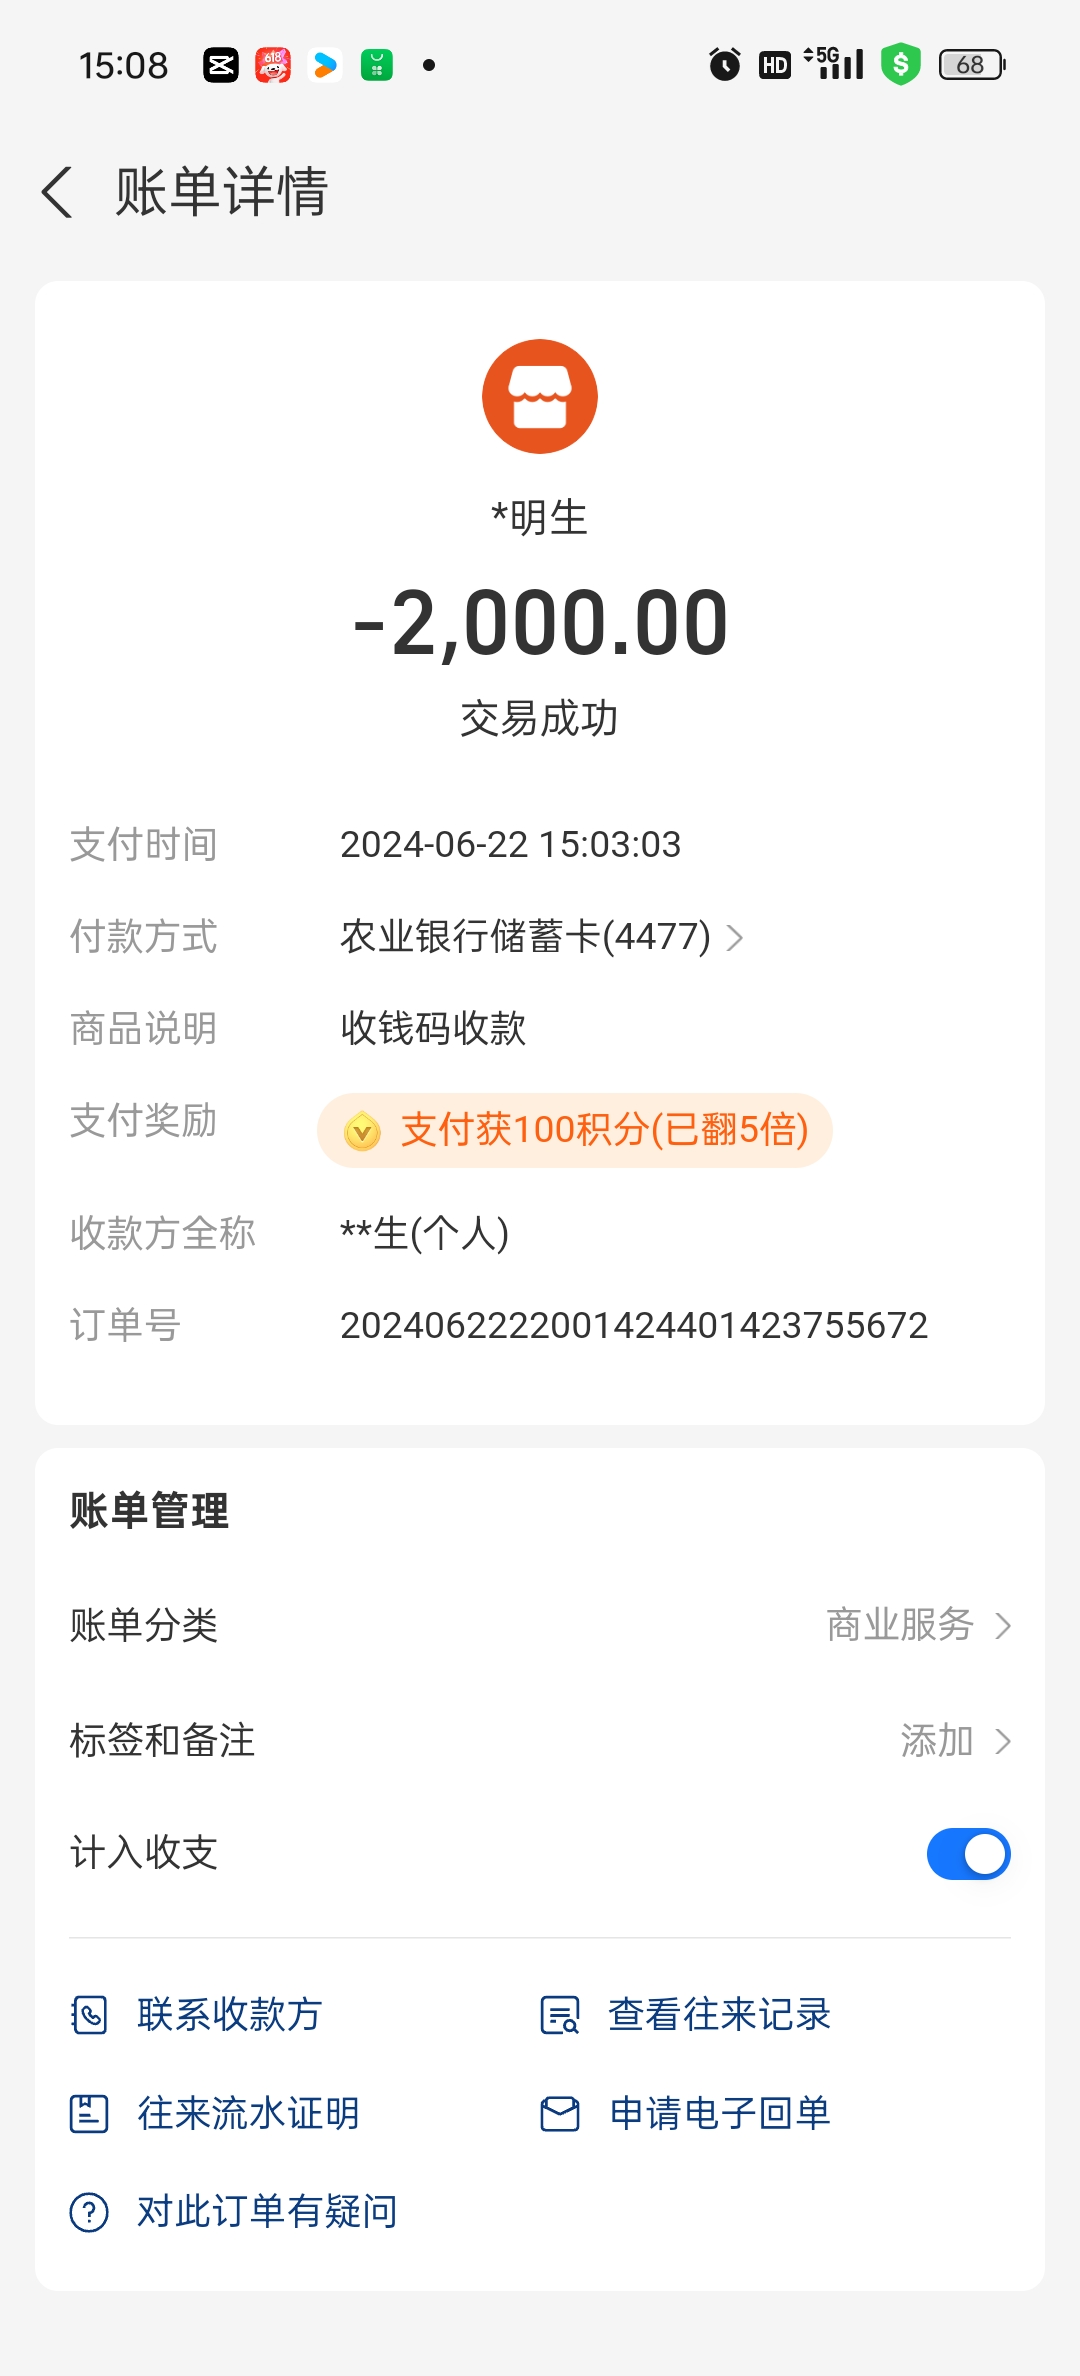 15:08
618
HD 5G 68
账单详情
*明生
-2,000.00
交易成功
支付时间 2024-06-22 15:03:03
付款方式 农业银行储蓄卡(4477)
商品说明 收钱码收款
支付奖励 支付获100积分(已翻5倍)
收款方全称 **生(个人)
订单号 2024062222001424401423755672
账单管理
账单分类 商业服务
标签和备注 添加
计入收支
联系收款方 查看往来记录
往来流水证明 申请电子回单
对此订单有疑问